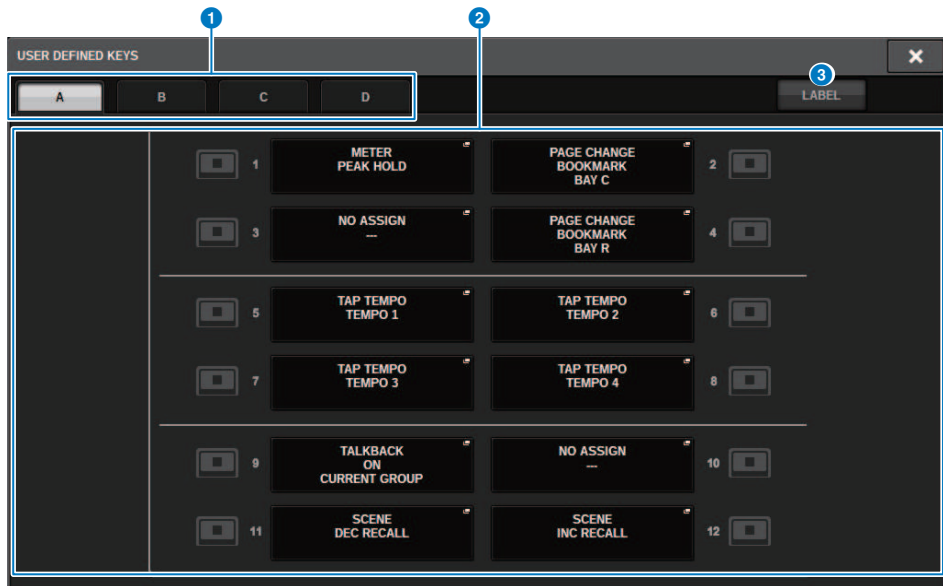 1
2
USER DEFINED KEYS
3
A B C D LABEL
1 METER
PEAK HOLD
PAGE CHANGE
BOOKMARK
BAY C 2
3 NO ASSIGN
---
PAGE CHANGE
BOOKMARK
BAY R 4
5 TAP TEMPO
TEMPO 1
TAP TEMPO
TEMPO 2 6
7 TAP TEMPO
TEMPO 3
TAP TEMPO
TEMPO 4 8
9 TALKBACK
ON
CURRENT GROUP
NO ASSIGN
--- 10
11 SCENE
DEC RECALL
SCENE
INC RECALL 12